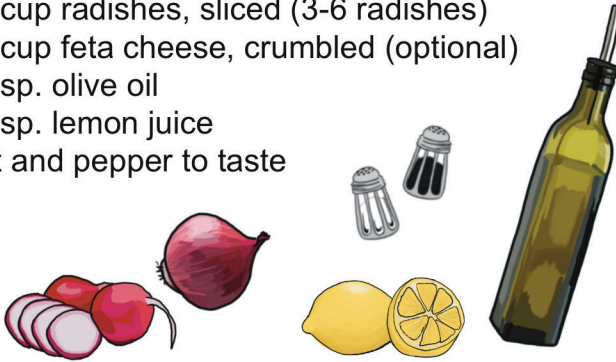 cup radishes, sliced (3-6 radishes)
cup feta cheese, crumbled (optional)
sp. olive oil
sp. lemon juice
and pepper to taste